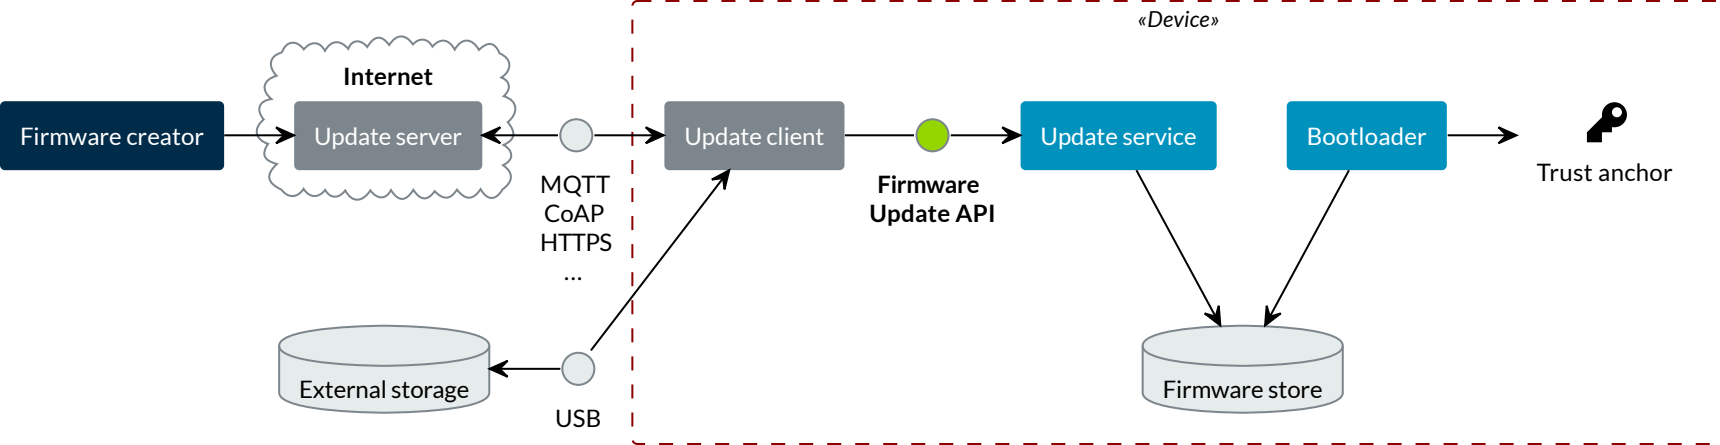 «Device»
Internet
Firmware creator
Update server
Update client
Update service
Bootloader
Trust anchor
MQTT
CoAP
HTTPS
...
Firmware
Update API
External storage
USB
Firmware store